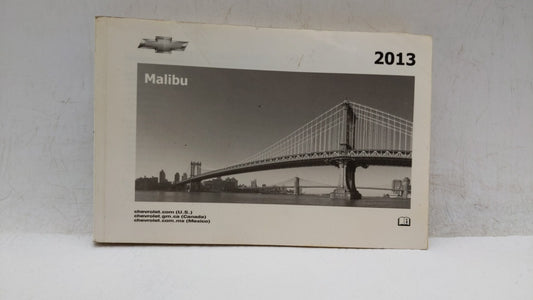 2013
Malibu
chevrolet.com (U.S.)
chevrolet.gm.ca (Canada)
chevrolet.com.mx (Mexico)